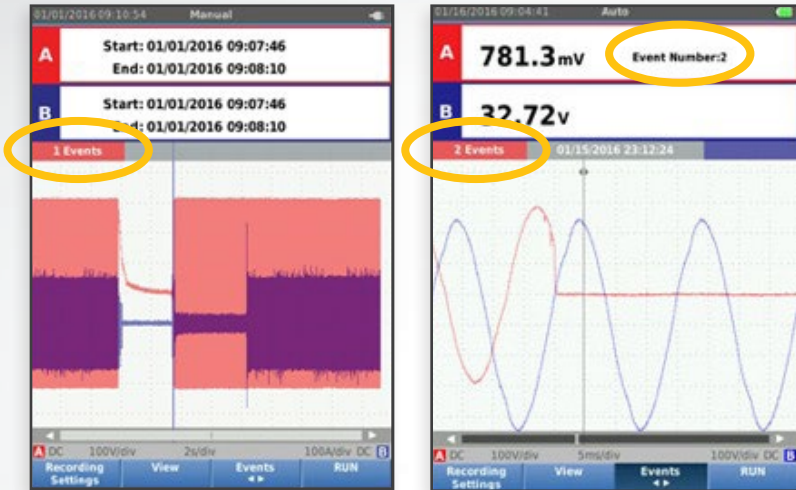 01/01/2016 09:10:54 Manual
A
Start: 01/01/2016 09:07:46
End: 01/01/2016 09:08:10
B
Start: 01/01/2016 09:07:46
End: 01/01/2016 09:08:10
1 Events
A DC 100V/div 2s/div 100A/div DC B
Recording Settings View Events RUN
01/16/2016 09:04:41 Auto
A
781.3 mV Event Number:2
B
32.72 V
2 Events 01/15/2016 23:12:24
A DC 100V/div 5ms/div 100V/div DC B
Recording Settings View Events RUN